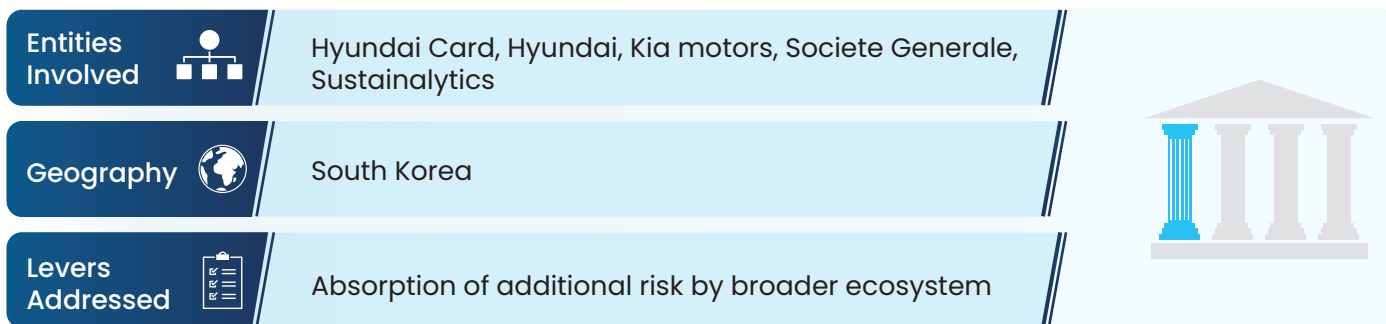 Entities
Involved
Hyundai Card, Hyundai, Kia motors, Societe Generale,
Sustainalytics
Geography
South Korea
Levers
Addressed
Absorption of additional risk by broader ecosystem